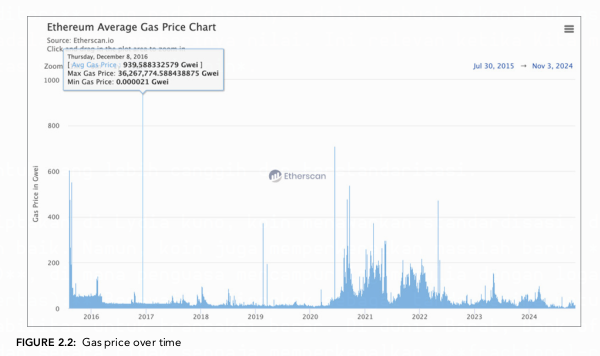 Ethereum Average Gas Price Chart
Source: Etherscan.io
Click and drag in the plot area to zoom in
Zoom
Thursday, December 8, 2016
[ Avg Gas Price : 939,588332579 Gwei ]
Max Gas Price: 36,267,774.588438875 Gwei
Min Gas Price: 0.000021 Gwei
Jul 30, 2015 → Nov 3, 2024
Gas Price in Gwei
1000
800
600
400
200
0
Etherscan
2016 2017 2018 2019 2020 2021 2022 2023 2024
FIGURE 2.2: Gas price over time